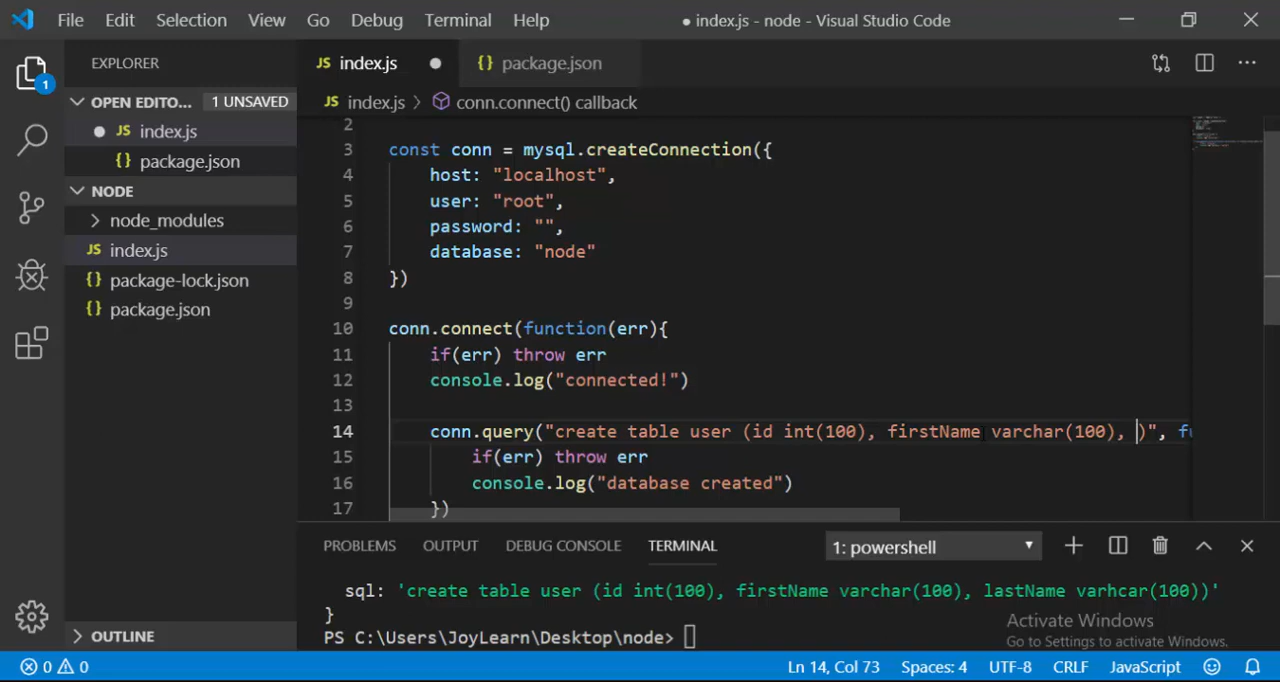 File Edit Selection View Go Debug Terminal Help ● index.js - node - Visual Studio Code
EXPLORER
JS index.js ●
{} package.json
OPEN EDITO... 1 UNSAVED
JS index.js > conn.connect() callback
● JS index.js
{} package.json
NODE
node_modules
JS index.js
{} package-lock.json
{} package.json
OUTLINE
1
2
3 const conn = mysql.createConnection({
4 host: "localhost",
5 user: "root",
6 password: "",
7 database: "node"
8 })
9
10 conn.connect(function(err){
11 if(err) throw err
12 console.log("connected!")
13
14 conn.query("create table user (id int(100), firstName varchar(100), )", fu
15 if(err) throw err
16 console.log("database created")
17 })
PROBLEMS OUTPUT DEBUG CONSOLE TERMINAL 1: powershell
sql: 'create table user (id int(100), firstName varchar(100), lastName varhcar(100))'
}
PS C:\Users\JoyLearn\Desktop\node>
Activate Windows
Go to Settings to activate Windows.
0 0 Ln 14, Col 73 Spaces: 4 UTF-8 CRLF JavaScript